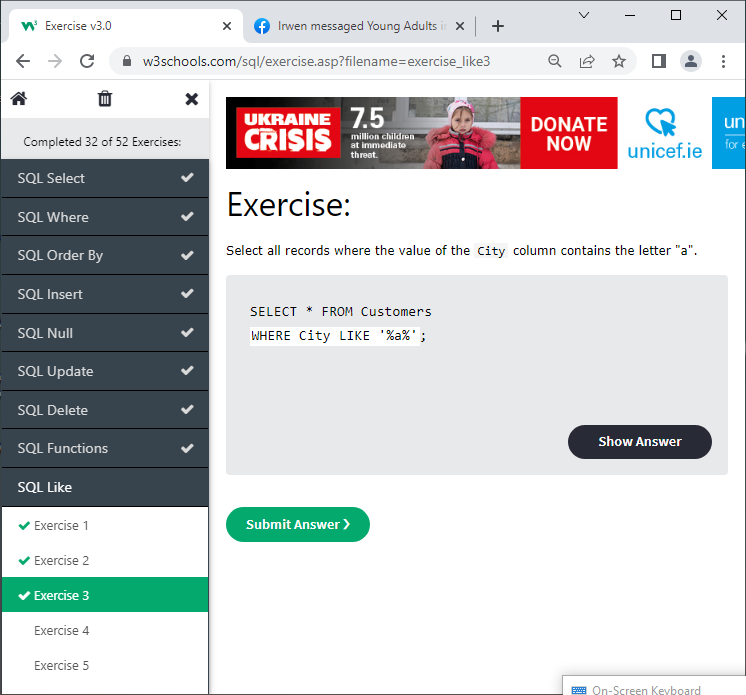 W3 Exercise v3.0
Irwen messaged Young Adults i
w3schools.com/sql/exercise.asp?filename=exercise_like3
Completed 32 of 52 Exercises:
SQL Select
SQL Where
SQL Order By
SQL Insert
SQL Null
SQL Update
SQL Delete
SQL Functions
SQL Like
Exercise 1
Exercise 2
Exercise 3
Exercise 4
Exercise 5
UKRAINE
CRISIS
7.5
million children
at immediate
threat.
DONATE
NOW
unicef.ie
un
for e
Exercise:
Select all records where the value of the City column contains the letter "a".
SELECT * FROM Customers
WHERE City LIKE '%a%';
Show Answer
Submit Answer ❯
On-Screen Keyboard